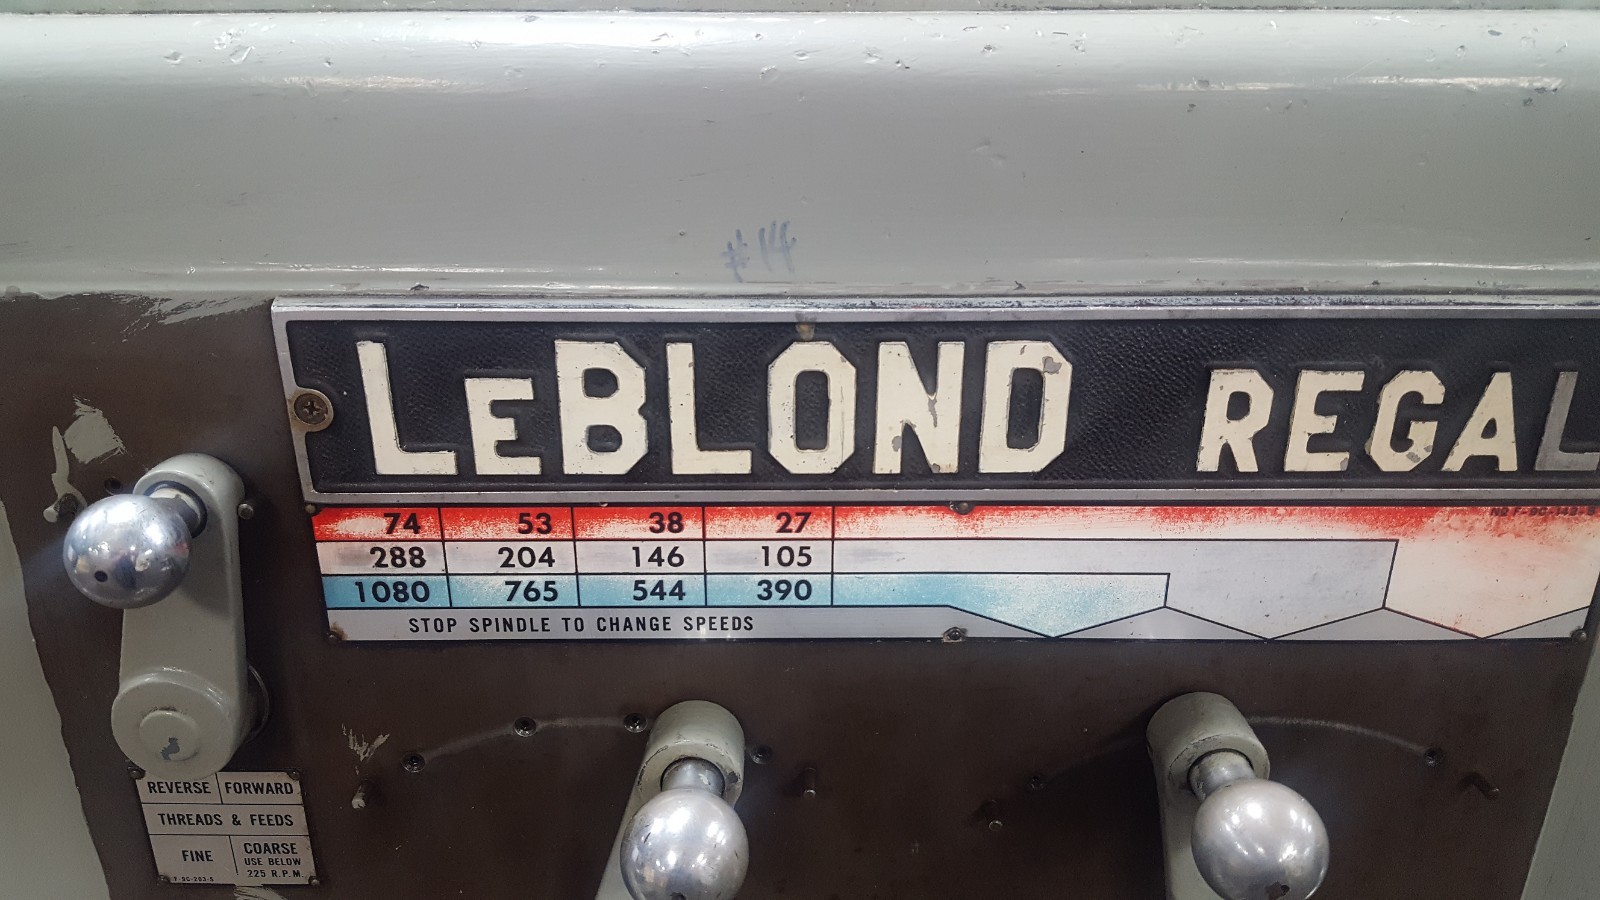 #14
LEBLOND REGAL
74 53 38 27
288 204 146 105
1080 765 544 390
STOP SPINDLE TO CHANGE SPEEDS
REVERSE FORWARD
THREADS & FEEDS
FINE COARSE
USE BELOW
225 R.P.M.